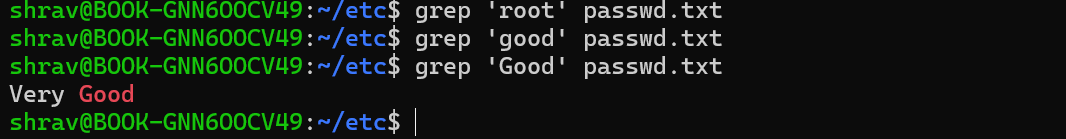 shrav@BOOK-GNN6OOCV49:~/etc$ grep 'root' passwd.txt
shrav@BOOK-GNN6OOCV49:~/etc$ grep 'good' passwd.txt
shrav@BOOK-GNN6OOCV49:~/etc$ grep 'Good' passwd.txt
Very Good
shrav@BOOK-GNN6OOCV49:~/etc$